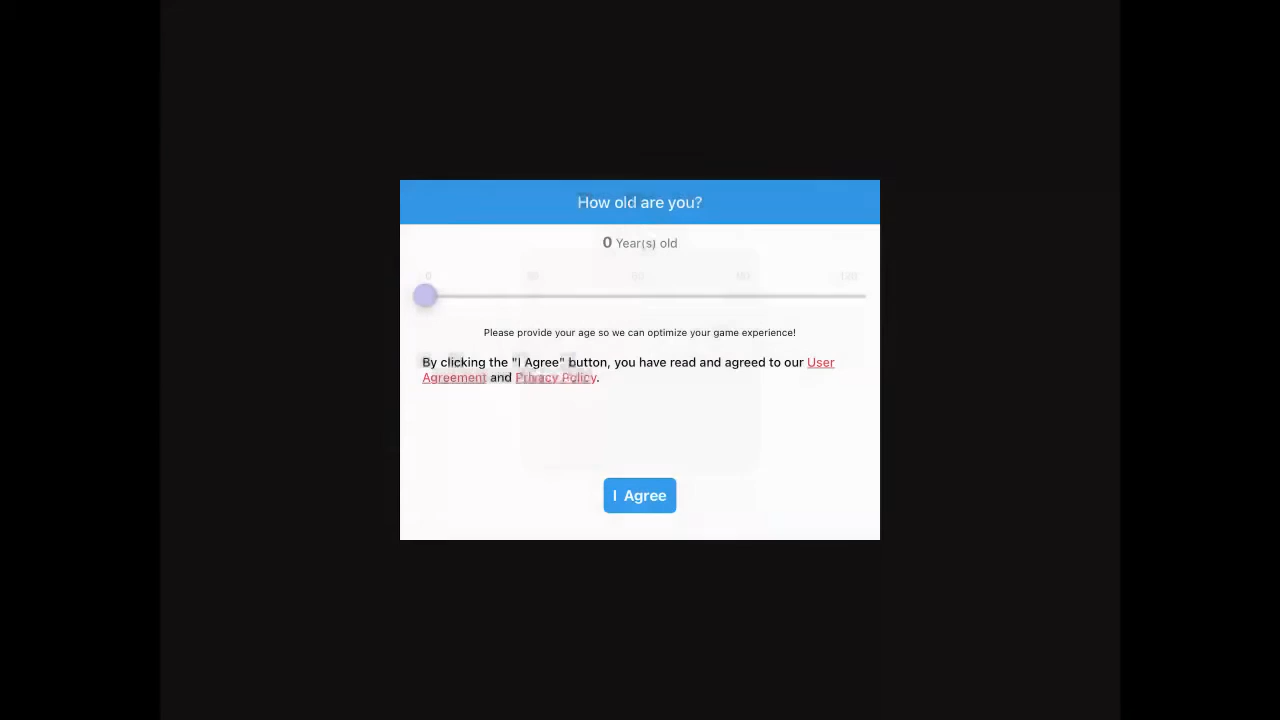 How old are you?
0 Year(s) old
0
Please provide your age so we can optimize your game experience!
By clicking the "I Agree" button, you have read and agreed to our User
Agreement and Privacy Policy.
I Agree